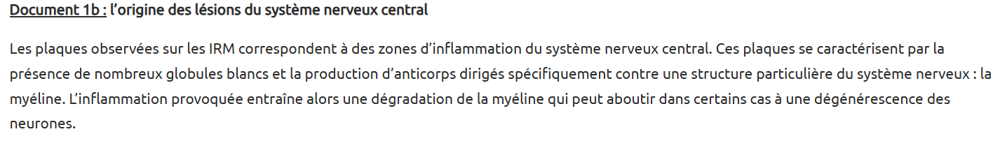 Document 1b : l’origine des lésions du système nerveux central
Les plaques observées sur les IRM correspondent à des zones d’inflammation du système nerveux central. Ces plaques se caractérisent par la
présence de nombreux globules blancs et la production d’anticorps dirigés spécifiquement contre une structure particulière du système nerveux : la
myéline. L’inflammation provoquée entraîne alors une dégradation de la myéline qui peut aboutir dans certains cas à une dégénérescence des
neurones.